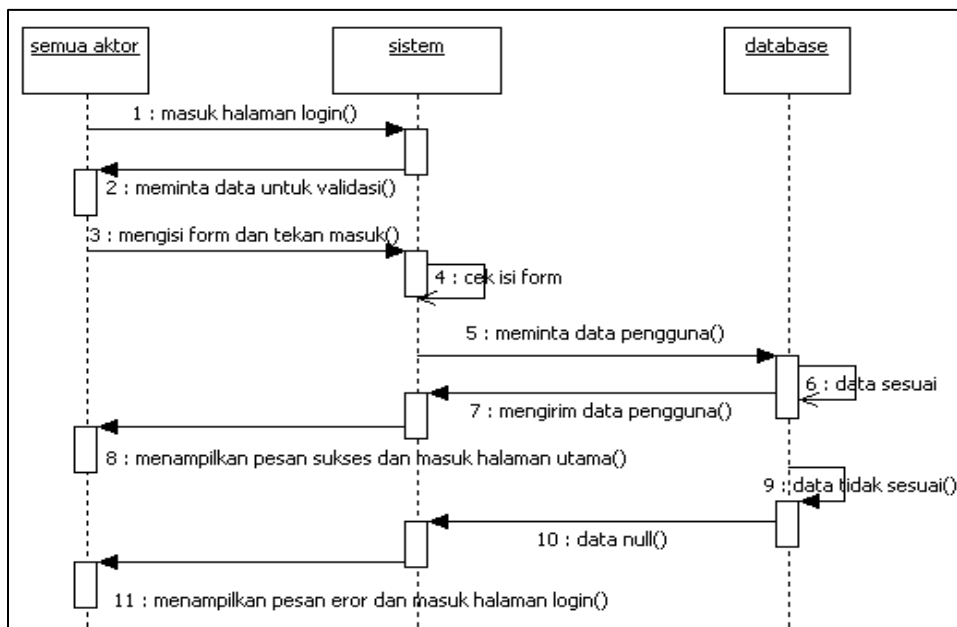 semua aktor
sistem
database
1 : masuk halaman login()
2 : meminta data untuk validasi()
3 : mengisi form dan tekan masuk()
4 : cek isi form
5 : meminta data pengguna()
6 : data sesuai
7 : mengirim data pengguna()
8 : menampilkan pesan sukses dan masuk halaman utama()
9 : data tidak sesuai()
10 : data null()
11 : menampilkan pesan eror dan masuk halaman login()